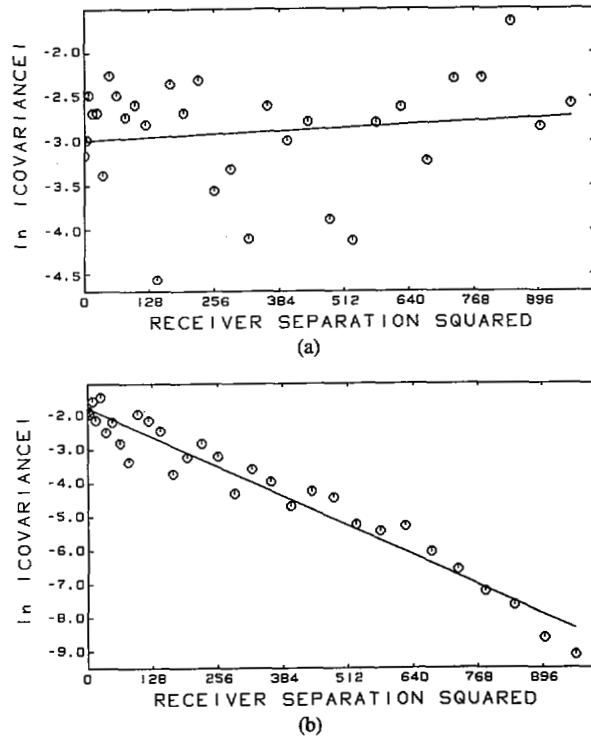 -2.0
-2.5
-3.0
-3.5
-4.0
-4.5
ln |COVARIANCE|
0 128 256 384 512 640 768 896
RECEIVER SEPARATION SQUARED
(a)
-2.0
-3.0
-4.0
-5.0
-6.0
-7.0
-8.0
-9.0
ln |COVARIANCE|
0 128 256 384 512 640 768 896
RECEIVER SEPARATION SQUARED
(b)